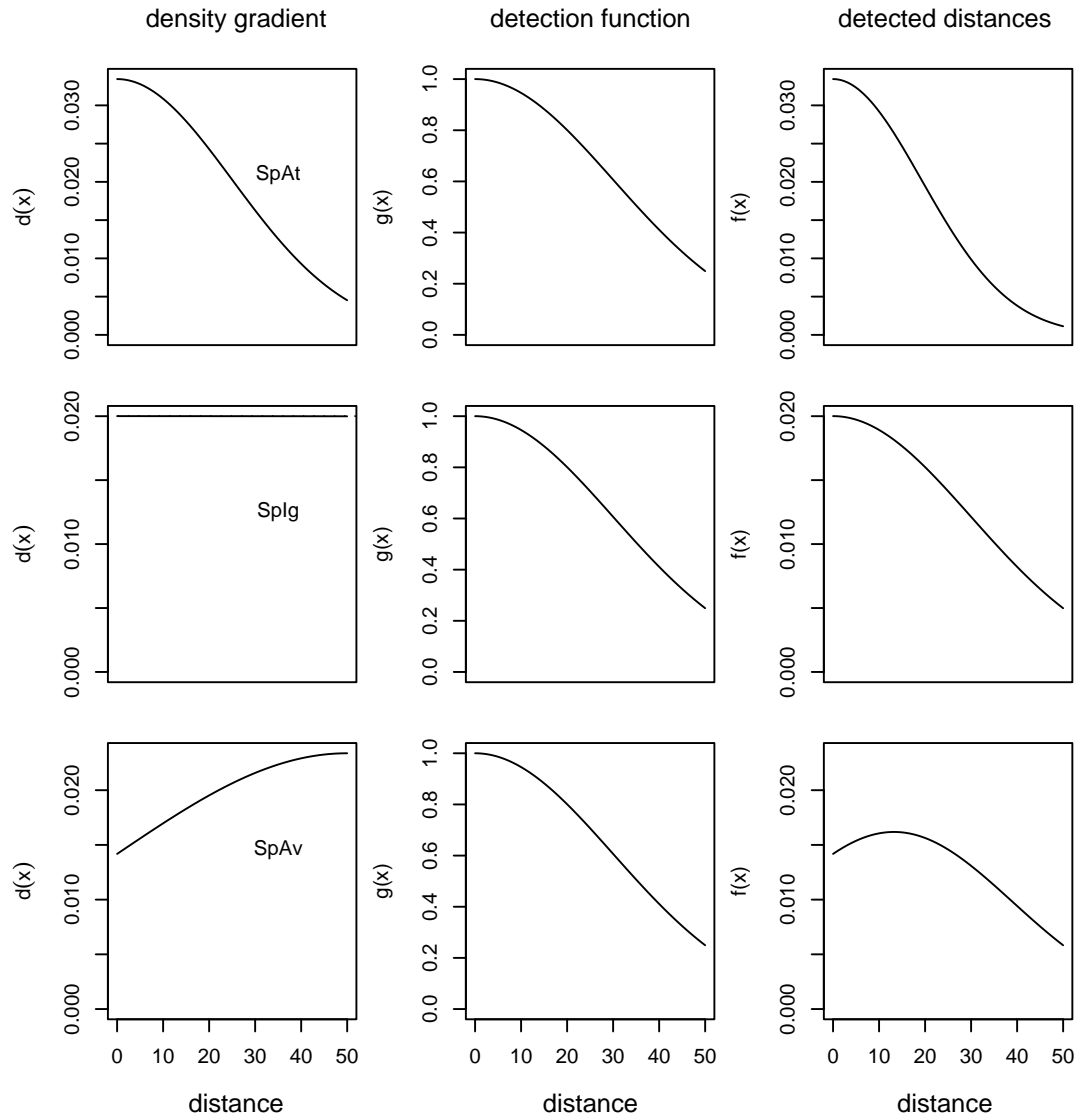 density gradient
detection function
detected distances
d(x)
0.000
0.010
0.020
0.030
SpAt
g(x)
0.0
0.2
0.4
0.6
0.8
1.0
f(x)
0.000
0.010
0.020
0.030
d(x)
0.000
0.010
0.020
SpIg
g(x)
0.0
0.2
0.4
0.6
0.8
1.0
f(x)
0.000
0.010
0.020
d(x)
0.000
0.010
0.020
SpAv
0 10 20 30 40 50
distance
g(x)
0.0
0.2
0.4
0.6
0.8
1.0
0 10 20 30 40 50
distance
f(x)
0.000
0.010
0.020
0 10 20 30 40 50
distance